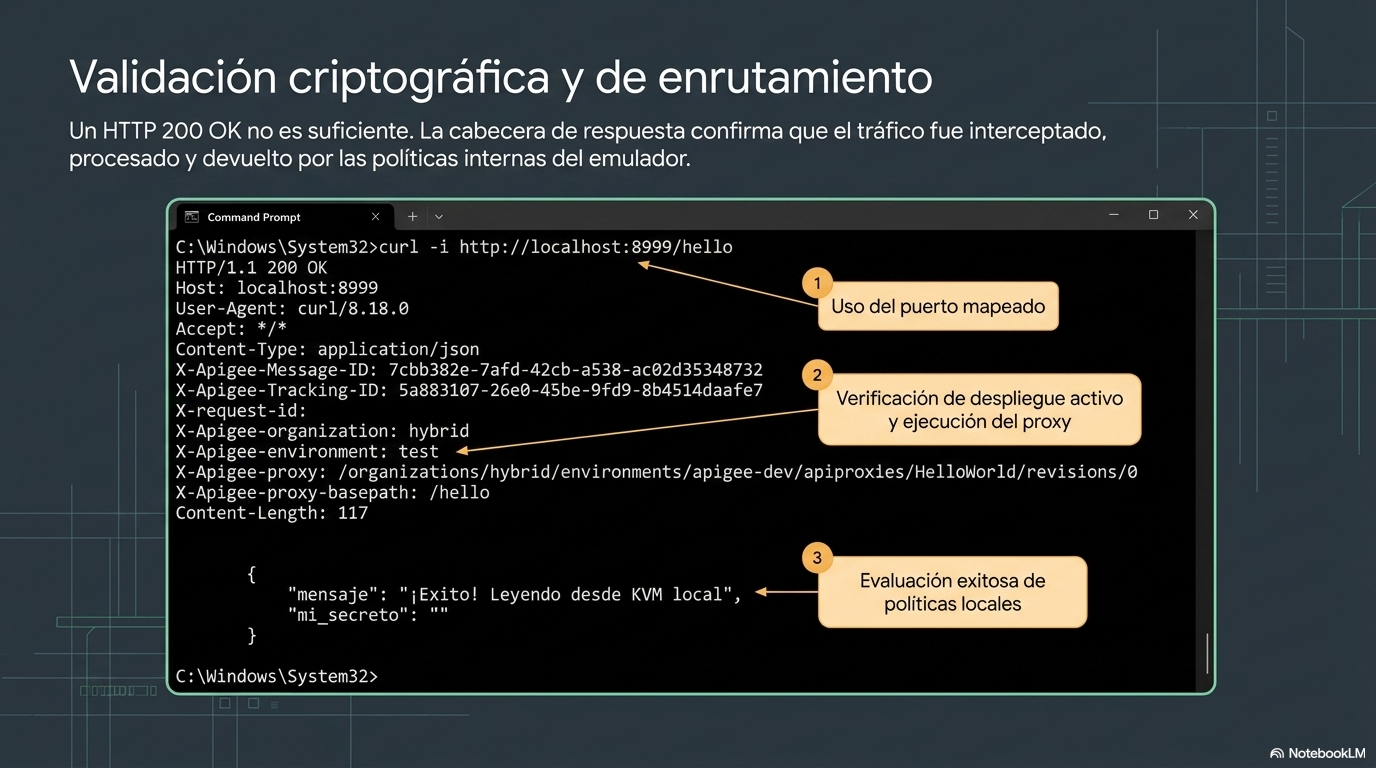 Validación criptográfica y de enrutamiento
Un HTTP 200 OK no es suficiente. La cabecera de respuesta confirma que el tráfico fue interceptado,
procesado y devuelto por las políticas internas del emulador.
Command Prompt
C:\Windows\System32>curl -i http://localhost:8999/hello
HTTP/1.1 200 OK
Host: localhost:8999
User-Agent: curl/8.18.0
Accept: */*
Content-Type: application/json
X-Apigee-Message-ID: 7cbb382e-7afd-42cb-a538-ac02d35348732
X-Apigee-Tracking-ID: 5a883107-26e0-45be-9fd9-8b4514daafe7
X-request-id:
X-Apigee-organization: hybrid
X-Apigee-environment: test
X-Apigee-proxy: /organizations/hybrid/environments/apigee-dev/apiproxies/HelloWorld/revisions/0
X-Apigee-proxy-basepath: /hello
Content-Length: 117
{
"mensaje": "¡Exito! Leyendo desde KVM local",
"mi_secreto": ""
}
C:\Windows\System32>
1
Uso del puerto mapeado
2
Verificación de despliegue activo
y ejecución del proxy
3
Evaluación exitosa de
políticas locales
NotebookLM